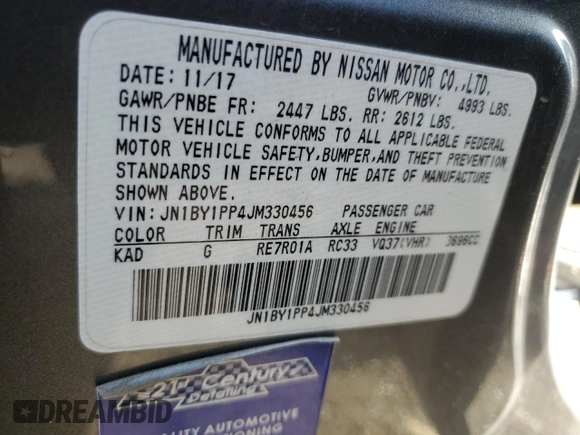 MANUFACTURED BY NISSAN MOTOR CO.,LTD.
DATE: 11/17 GVWR/PNBV: 4993 LBS.
GAWR/PNBE FR: 2447 LBS. RR: 2612 LBS.
THIS VEHICLE CONFORMS TO ALL APPLICABLE FEDERAL
MOTOR VEHICLE SAFETY,BUMPER,AND THEFT PREVENTION
STANDARDS IN EFFECT ON THE DATE OF MANUFACTURE
SHOWN ABOVE.
VIN: JN1BY1PP4JM330456 PASSENGER CAR
COLOR TRIM TRANS AXLE ENGINE
KAD G RE7R01A RC33 VQ37(VHR) 3696CC
JN1BY1PP4JM330456
21st Century
Detailing
QUALITY AUTOMOTIVE
DREAMBID